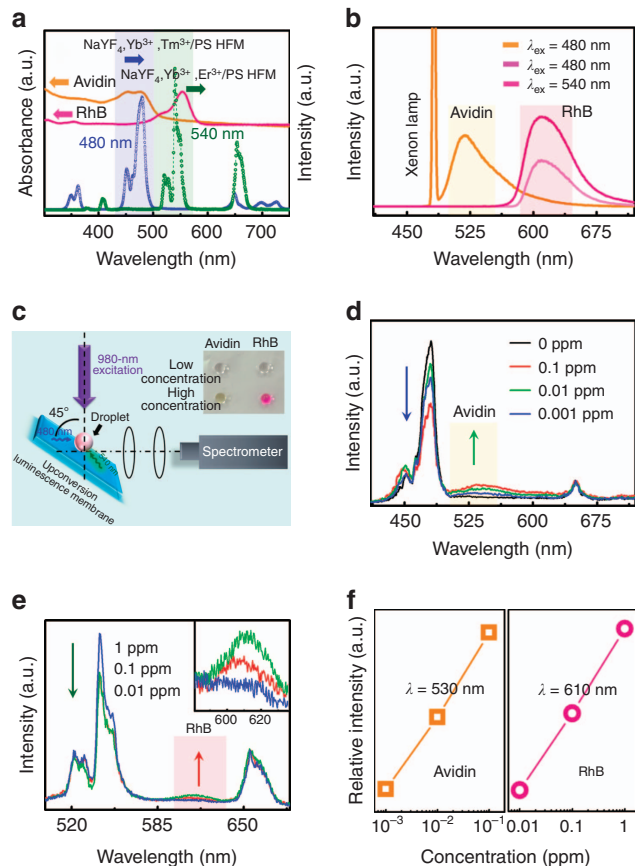 a
NaYF4,Yb3+ ,Tm3+/PS HFM
NaYF4,Yb3+ ,Er3+/PS HFM
Avidin
RhB
480 nm
540 nm
Absorbance (a.u.)
Intensity (a.u.)
300 400 500 600 700
Wavelength (nm)
b
λex = 480 nm
λex = 480 nm
λex = 540 nm
Xenon lamp
Avidin
RhB
Intensity (a.u.)
450 525 600 675
Wavelength (nm)
c
980-nm
excitation
45°
Droplet
480 nm
Upconversion
luminescence membrane
Spectrometer
Avidin RhB
Low
concentration
High
concentration
d
0 ppm
0.1 ppm
0.01 ppm
0.001 ppm
Avidin
Intensity (a.u.)
450 525 600 675
Wavelength (nm)
e
1 ppm
0.1 ppm
0.01 ppm
RhB
600 620
Intensity (a.u.)
520 585 650
Wavelength (nm)
f
Relative intensity (a.u.)
λ = 530 nm
λ = 610 nm
Avidin
RhB
10−3 10−2 10−1 0.01 0.1 1
Concentration (ppm)